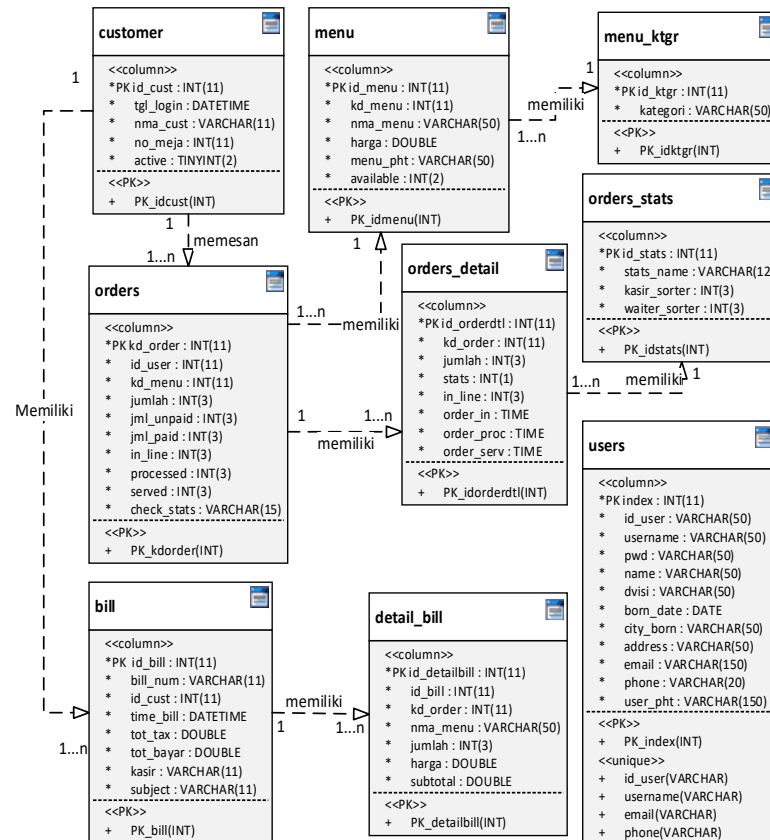 customer
<<column>>
*PK id_cust : INT(11)
* tgl_login : DATETIME
* nma_cust : VARCHAR(11)
* no_meja : INT(11)
* active : TINYINT(2)
<<PK>>
+ PK_idcust(INT)
menu
<<column>>
*PK id_menu : INT(11)
* kd_menu : INT(11)
* nma_menu : VARCHAR(50)
* harga : DOUBLE
* menu_pht : VARCHAR(50)
* available : INT(2)
<<PK>>
+ PK_idmenu(INT)
menu_ktgr
<<column>>
*PK id_ktgr : INT(11)
* kategori : VARCHAR(50)
<<PK>>
+ PK_idktgr(INT)
1
1
memiliki
1...n
1
memesan
1...n
1
1...n
memiliki
orders
<<column>>
*PK kd_order : INT(11)
* id_user : INT(11)
* kd_menu : INT(11)
* jumlah : INT(3)
* jml_unpaid : INT(3)
* jml_paid : INT(3)
* in_line : INT(3)
* processed : INT(3)
* served : INT(3)
* check_stats : VARCHAR(15)
<<PK>>
+ PK_kdorder(INT)
orders_detail
<<column>>
*PK id_orderdtl : INT(11)
* kd_order : INT(11)
* jumlah : INT(3)
* stats : INT(1)
* in_line : INT(3)
* order_in : TIME
* order_proc : TIME
* order_serv : TIME
<<PK>>
+ PK_idorderdtl(INT)
orders_stats
<<column>>
*PK id_stats : INT(11)
* stats_name : VARCHAR(12
* kasir_sorter : INT(3)
* waiter_sorter : INT(3)
<<PK>>
+ PK_idstats(INT)
1...n
memiliki
1
1
1...n
memiliki
Memiliki
1...n
users
<<column>>
*PK index : INT(11)
* id_user : VARCHAR(50)
* username : VARCHAR(50)
* pwd : VARCHAR(50)
* name : VARCHAR(50)
* dvisi : VARCHAR(50)
* born_date : DATE
* city_born : VARCHAR(50)
* address : VARCHAR(50)
* email : VARCHAR(150)
* phone : VARCHAR(20)
* user_pht : VARCHAR(150)
<<PK>>
+ PK_index(INT)
<<unique>>
+ id_user(VARCHAR)
+ username(VARCHAR)
+ email(VARCHAR)
+ phone(VARCHAR)
bill
<<column>>
*PK id_bill : INT(11)
* bill_num : VARCHAR(11)
* id_cust : INT(11)
* time_bill : DATETIME
* tot_tax : DOUBLE
* tot_bayar : DOUBLE
* kasir : VARCHAR(11)
* subject : VARCHAR(11)
<<PK>>
+ PK_bill(INT)
memiliki
1
1...n
detail_bill
<<column>>
*PK id_detailbill : INT(11)
* id_bill : INT(11)
* kd_order : INT(11)
* nma_menu : VARCHAR(50)
* jumlah : INT(3)
* harga : DOUBLE
* subtotal : DOUBLE
<<PK>>
+ PK_detailbill(INT)